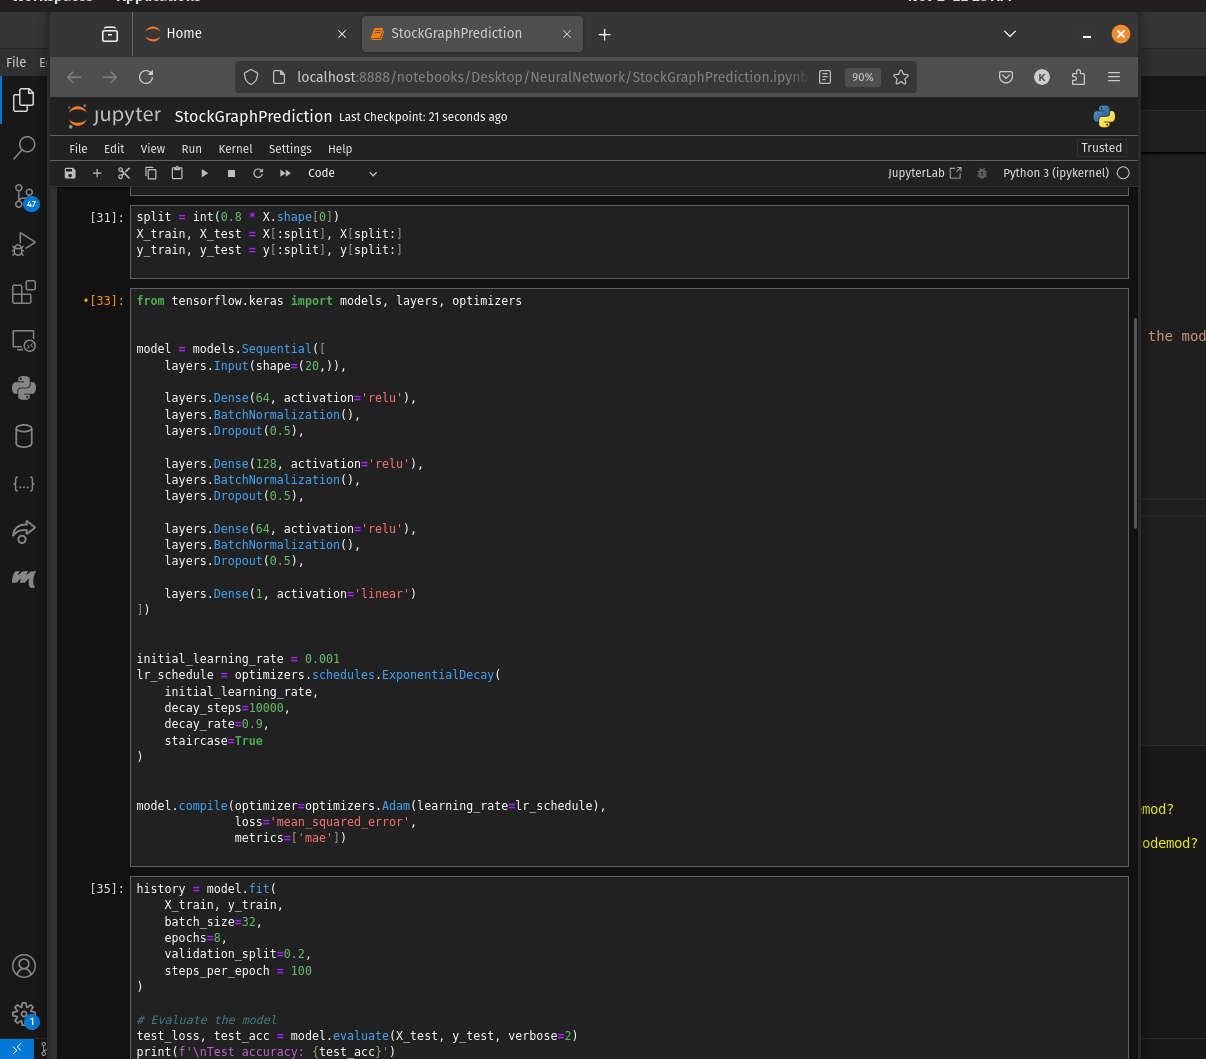 Home
StockGraphPrediction
File
localhost:8888/notebooks/Desktop/NeuralNetwork/StockGraphPrediction.ipynb
90%
K
jupyter StockGraphPrediction Last Checkpoint: 21 seconds ago
File Edit View Run Kernel Settings Help
Trusted
Code
JupyterLab
Python 3 (ipykernel)
[31]:
split = int(0.8 * X.shape[0])
X_train, X_test = X[:split], X[split:]
y_train, y_test = y[:split], y[split:]
•[33]:
from tensorflow.keras import models, layers, optimizers
model = models.Sequential([
    layers.Input(shape=(20,)),
    layers.Dense(64, activation='relu'),
    layers.BatchNormalization(),
    layers.Dropout(0.5),
    layers.Dense(128, activation='relu'),
    layers.BatchNormalization(),
    layers.Dropout(0.5),
    layers.Dense(64, activation='relu'),
    layers.BatchNormalization(),
    layers.Dropout(0.5),
    layers.Dense(1, activation='linear')
])
initial_learning_rate = 0.001
lr_schedule = optimizers.schedules.ExponentialDecay(
    initial_learning_rate,
    decay_steps=10000,
    decay_rate=0.9,
    staircase=True
)
model.compile(optimizer=optimizers.Adam(learning_rate=lr_schedule),
              loss='mean_squared_error',
              metrics=['mae'])
[35]:
history = model.fit(
    X_train, y_train,
    batch_size=32,
    epochs=8,
    validation_split=0.2,
    steps_per_epoch = 100
)
# Evaluate the model
test_loss, test_acc = model.evaluate(X_test, y_test, verbose=2)
print(f'\nTest accuracy: {test_acc}')
47
1
the mod
mod?
odemod?